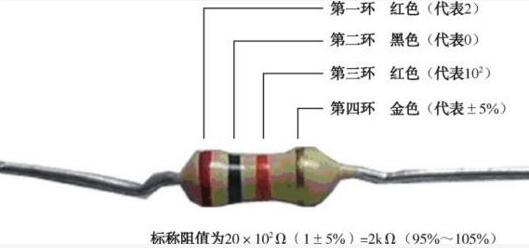 第一环 红色（代表2）
第二环 黑色（代表0）
第三环 红色（代表10²）
第四环 金色（代表±5%）
标称阻值为20×10²Ω（1±5%）=2kΩ（95%～105%）